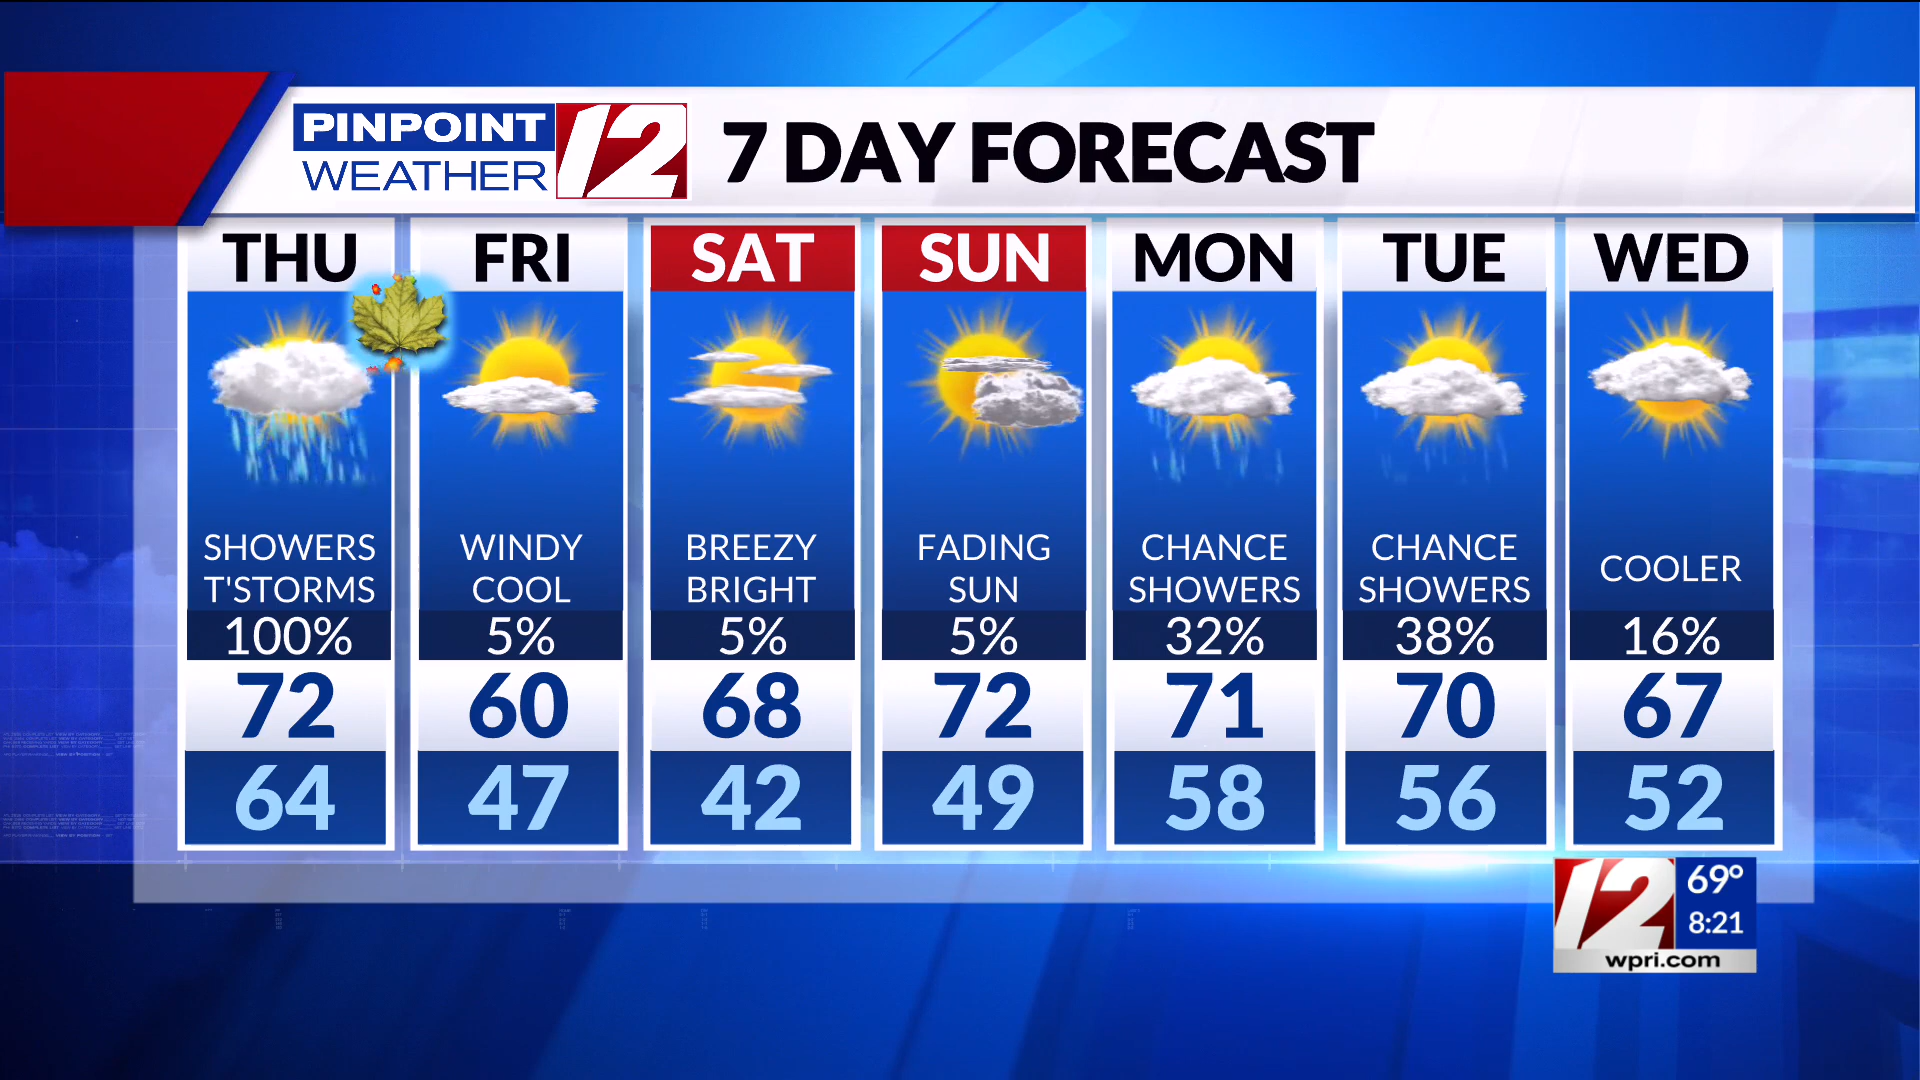 PINPOINT
WEATHER 12
7 DAY FORECAST
THU FRI SAT SUN MON TUE WED
SHOWERS WINDY BREEZY FADING CHANCE CHANCE COOLER
T'STORMS COOL BRIGHT SUN SHOWERS SHOWERS
100% 5% 5% 5% 32% 38% 16%
72 60 68 72 71 70 67
64 47 42 49 58 56 52
12 69°
8:21
wpri.com